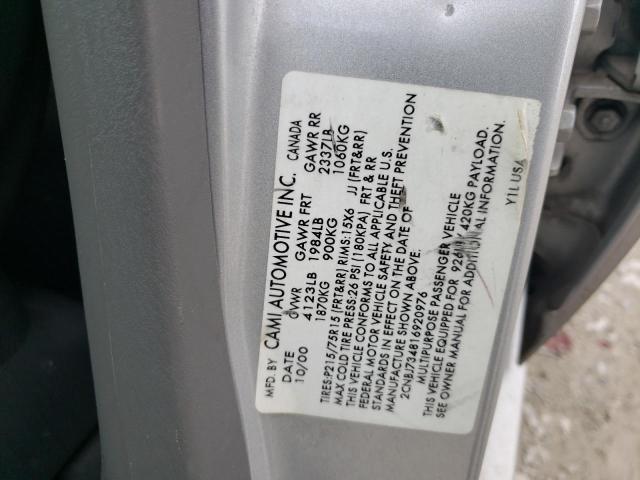 MFD. BY CAMI AUTOMOTIVE INC. CANADA
DATE GVWR GAWR FRT GAWR RR
10/00 4123LB 1984LB 2337LB
1870KG 900KG 1060KG
TIRES:P215/75R15 (FRT&RR) RIMS: 15X6 JJ (FRT&RR)
MAX COLD TIRE PRESS:26 PSI (180KPA) FRT & RR
THIS VEHICLE CONFORMS TO ALL APPLICABLE U.S.
FEDERAL MOTOR VEHICLE SAFETY AND THEFT PREVENTION
STANDARDS IN EFFECT ON THE DATE OF
MANUFACTURE SHOWN ABOVE.
2CNBJ734816920976
MULTIPURPOSE PASSENGER VEHICLE
THIS VEHICLE EQUIPPED FOR 420KG PAYLOAD,
SEE OWNER MANUAL FOR ADDITIONAL INFORMATION.
Y1L USA